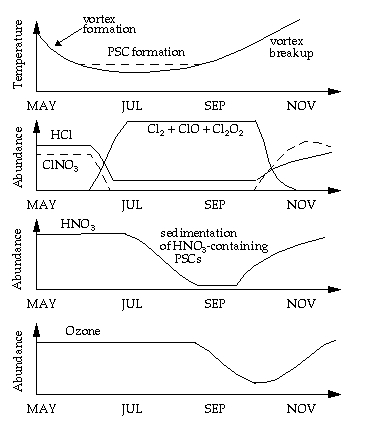 vortex
formation
PSC formation
vortex
breakup
Temperature
MAY JUL SEP NOV
HCl
Cl₂ + ClO + Cl₂O₂
ClNO₃
Abundance
MAY JUL SEP NOV
HNO₃
sedimentation
of HNO₃-containing
PSCs
Abundance
MAY JUL SEP NOV
Ozone
Abundance
MAY JUL SEP NOV